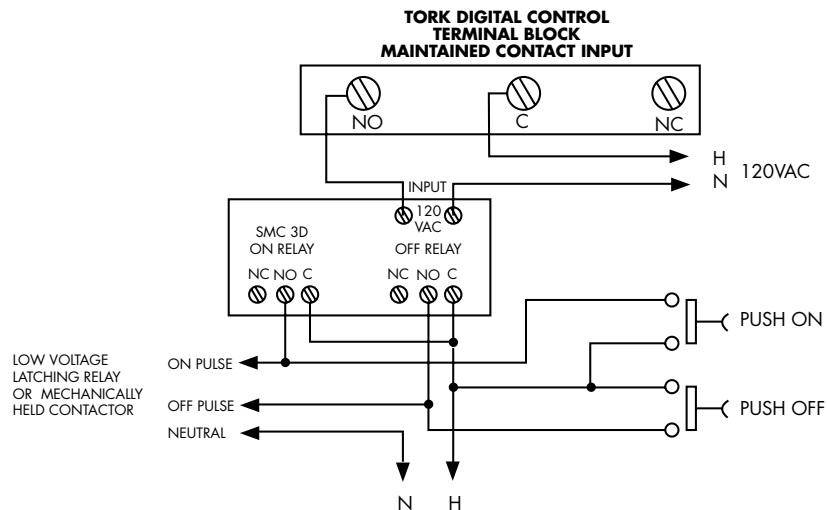 TORK DIGITAL CONTROL
TERMINAL BLOCK
MAINTAINED CONTACT INPUT
NO
C
NC
H
N
120VAC
INPUT
120
VAC
SMC 3D
ON RELAY
OFF RELAY
NC NO C
NC NO C
PUSH ON
LOW VOLTAGE
LATCHING RELAY
OR MECHANICALLY
HELD CONTACTOR
ON PULSE
OFF PULSE
NEUTRAL
PUSH OFF
N
H